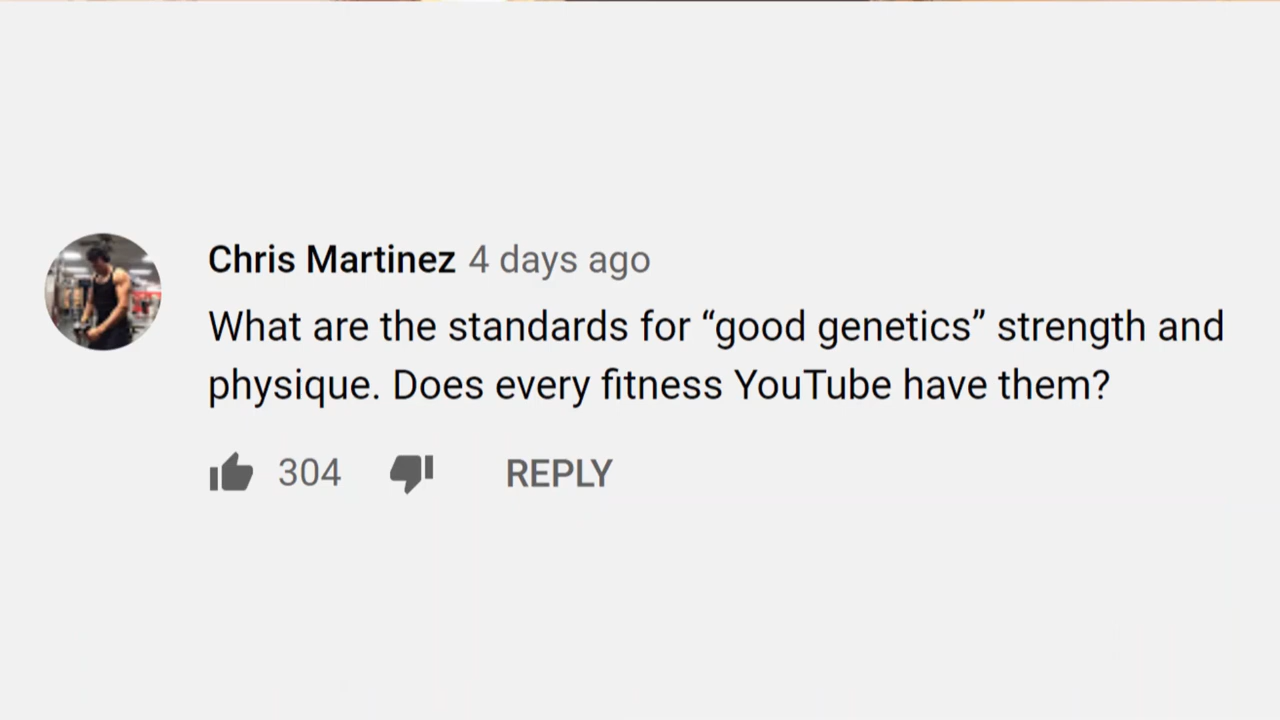 Chris Martinez 4 days ago
What are the standards for “good genetics” strength and
physique. Does every fitness YouTube have them?
304 REPLY